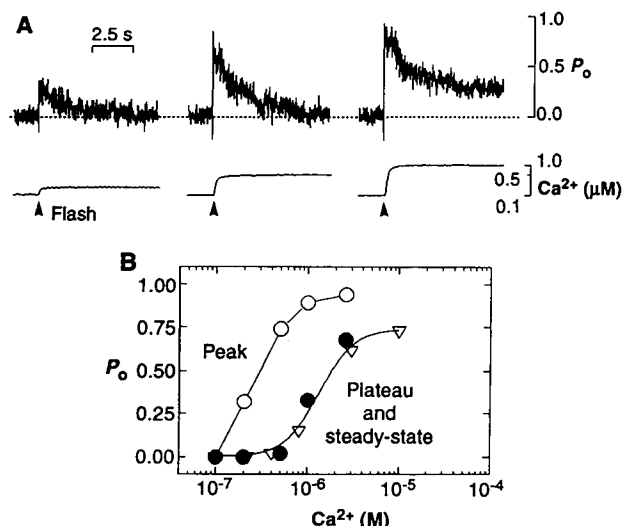 A
2.5 s
1.0
0.5 Po
0.0
1.0
0.5 Ca2+ (µM)
0.1
Flash
B
1.00
0.75
Po 0.50
0.25
0.00
Peak
Plateau
and
steady-state
10-7 10-6 10-5 10-4
Ca2+ (M)